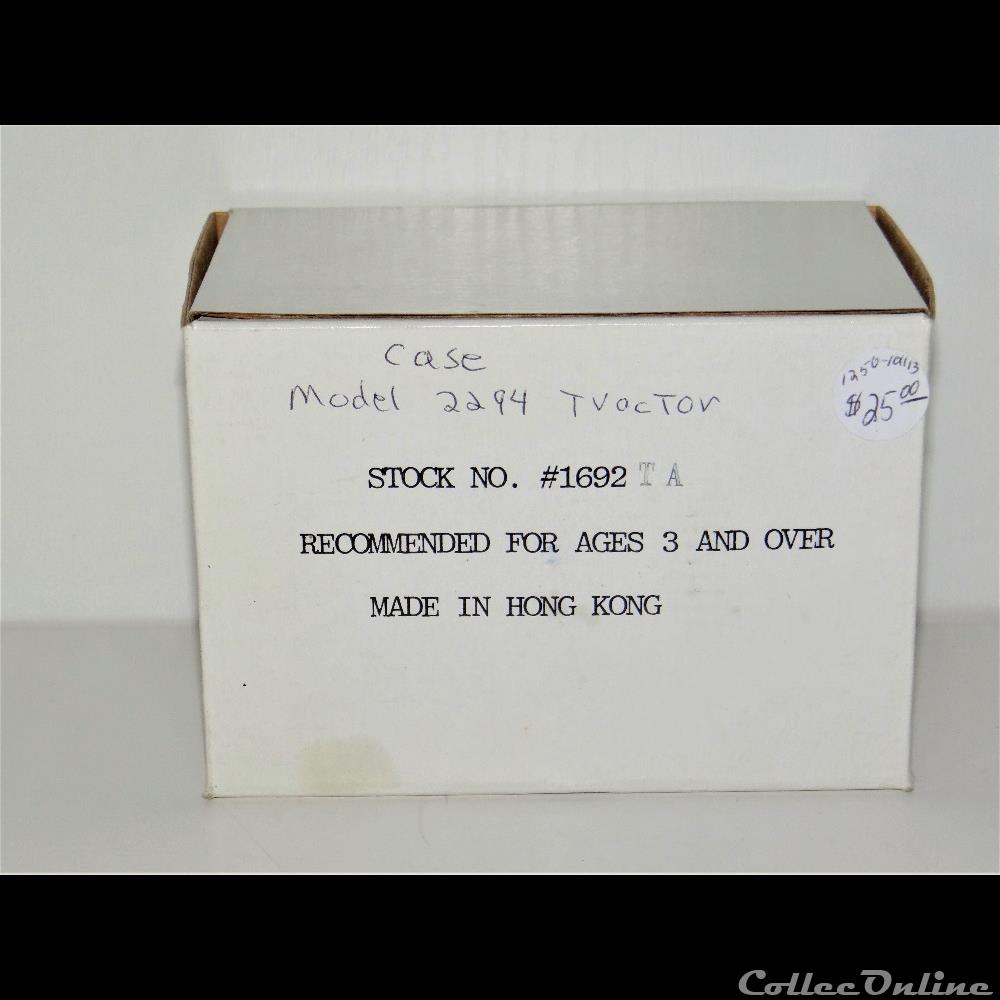 Case
Model 2294 Tractor
1250-10113
$25.00
STOCK NO. #1692 TA
RECOMMENDED FOR AGES 3 AND OVER
MADE IN HONG KONG
CollecOnline